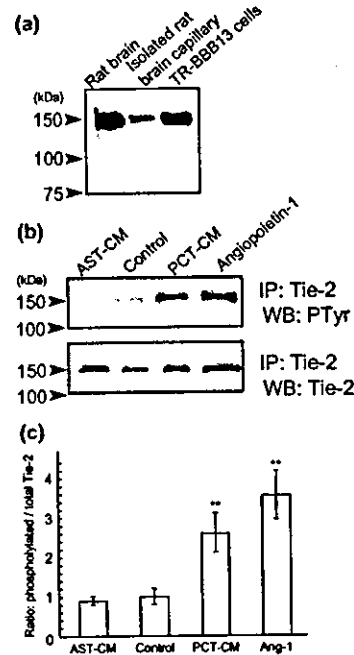 (a)
Rat brain
Isolated rat
brain capillary
TR-BBB13 cells
(kDa)
150
100
75
(b)
AST-CM
Control
PCT-CM
Angiopoietin-1
(kDa)
150
100
IP: Tie-2
WB: PTyr
150
100
IP: Tie-2
WB: Tie-2
(c)
Ratio: phospholylated / total Tie-2
4
3
2
1
0
**
**
AST-CM
Control
PCT-CM
Ang-1